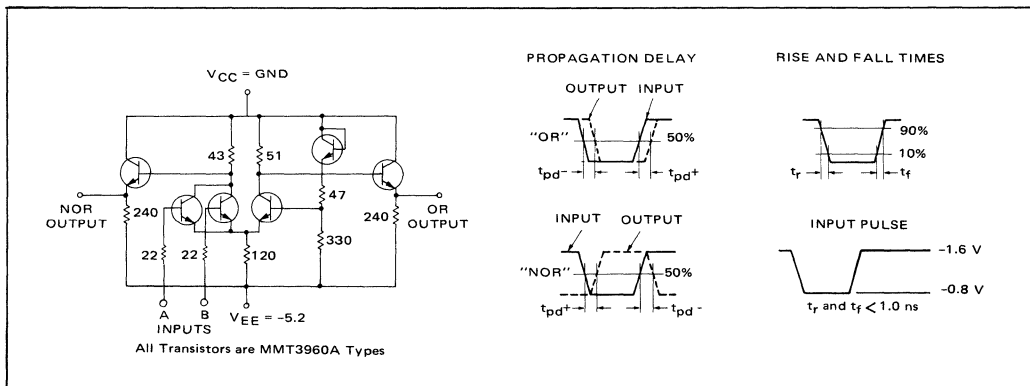 VCC = GND
43
51
47
NOR
OUTPUT
240
22
22
120
330
240
OR
OUTPUT
A
B
INPUTS
VEE = -5.2
All Transistors are MMT3960A Types
PROPAGATION DELAY
OUTPUT
INPUT
"OR"
50%
tpd-
tpd+
INPUT
OUTPUT
"NOR"
50%
tpd+
tpd-
RISE AND FALL TIMES
90%
10%
tr
tf
INPUT PULSE
-1.6 V
-0.8 V
tr and tf < 1.0 ns